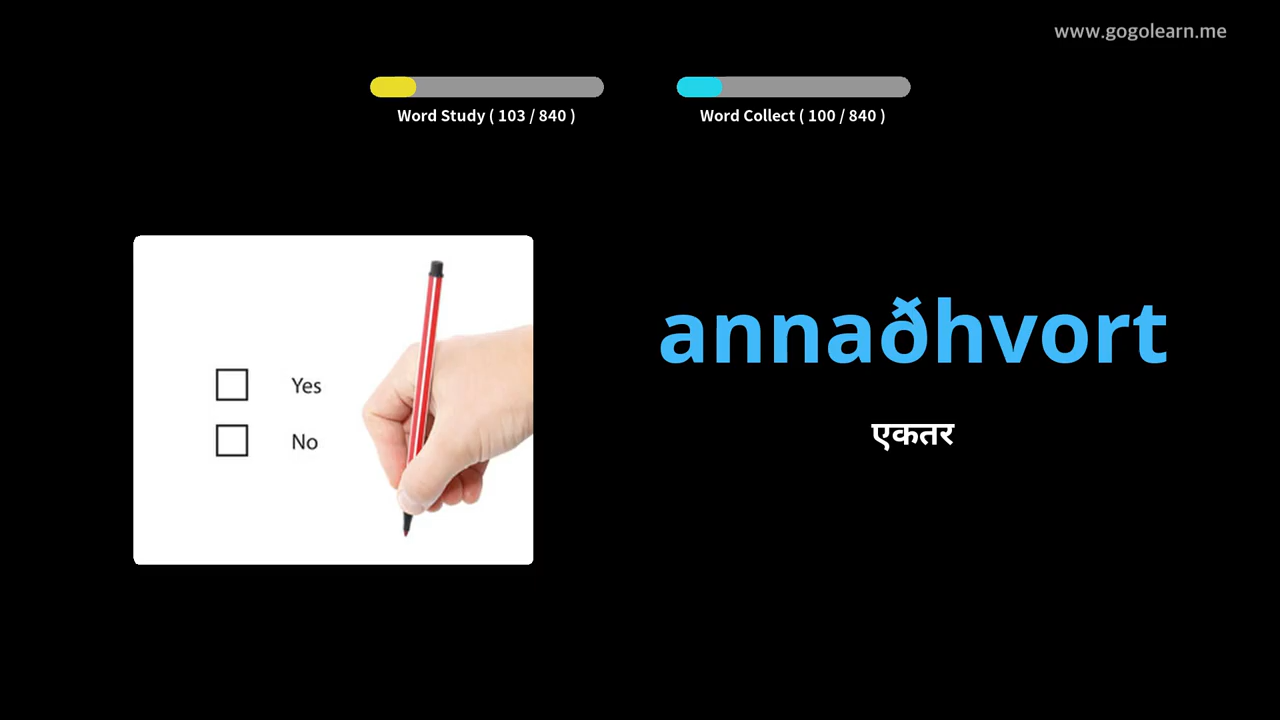 www.gogolearn.me
Word Study ( 103 / 840 )
Word Collect ( 100 / 840 )
Yes
No
annaðhvort
एकतर